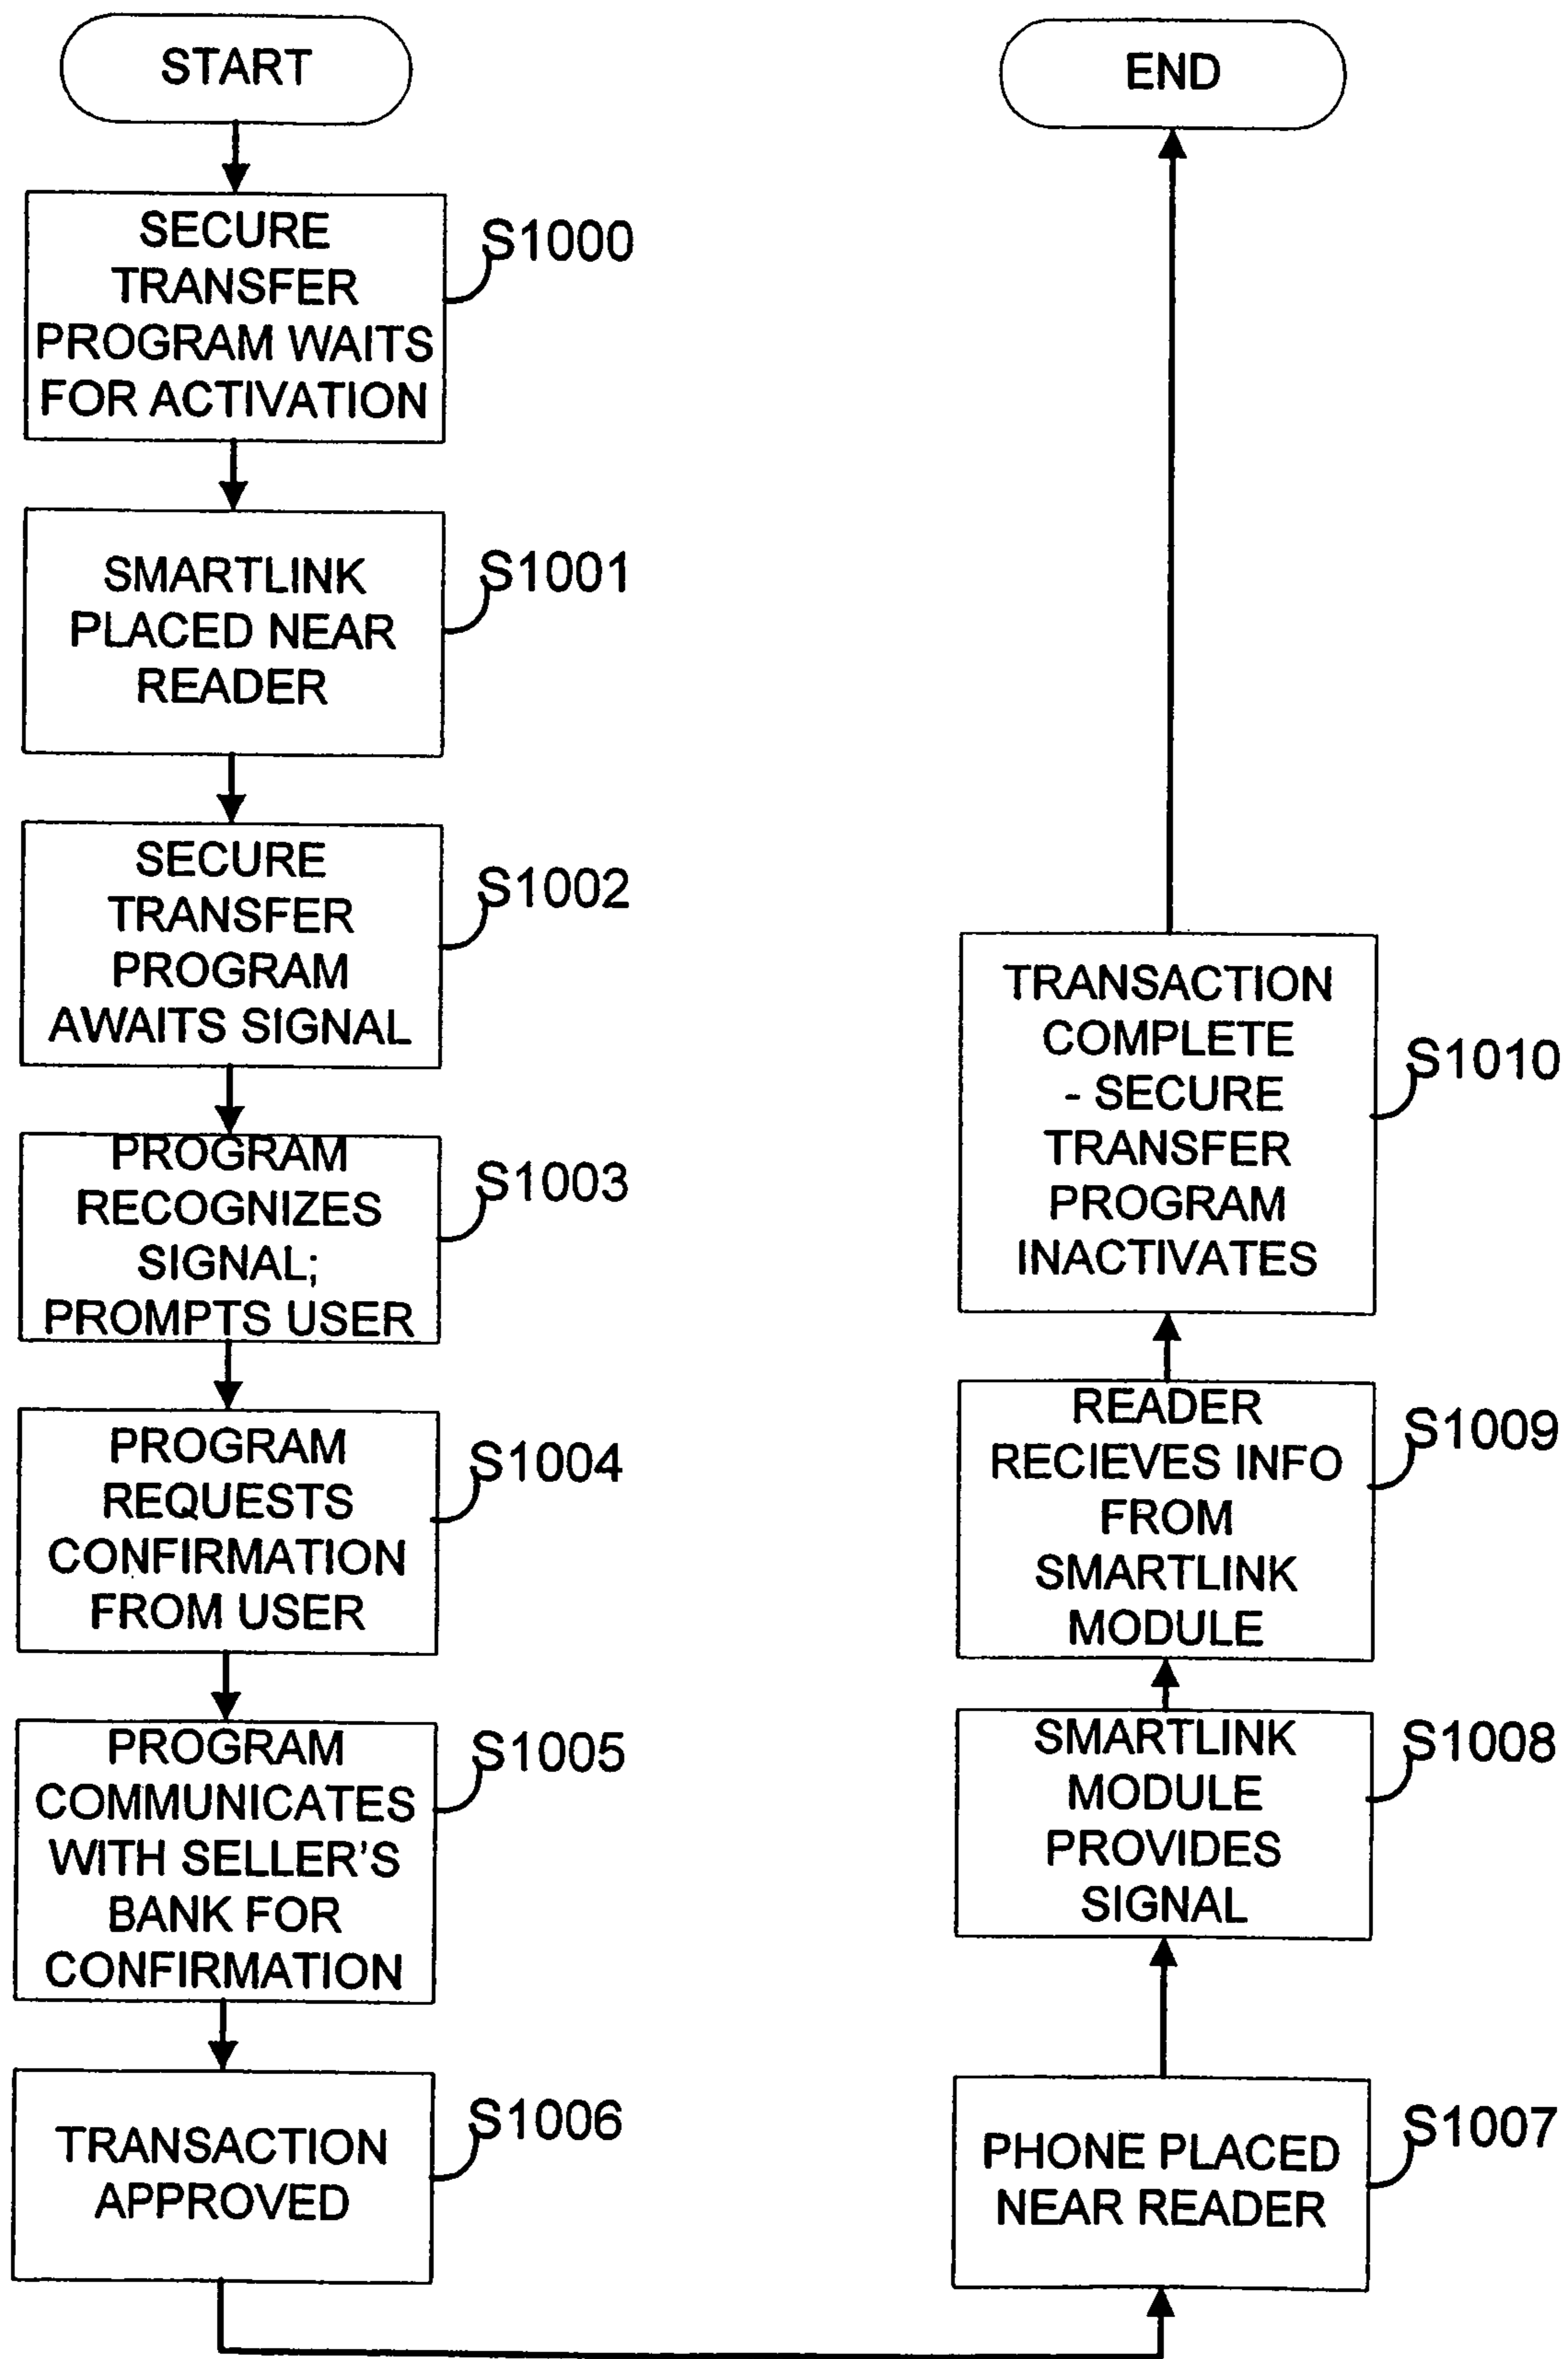 START
SECURE
TRANSFER
PROGRAM WAITS
FOR ACTIVATION
S1000
SMARTLINK
PLACED NEAR
READER
S1001
SECURE
TRANSFER
PROGRAM
AWAITS SIGNAL
S1002
PROGRAM
RECOGNIZES
SIGNAL;
PROMPTS USER
S1003
PROGRAM
REQUESTS
CONFIRMATION
FROM USER
S1004
PROGRAM
COMMUNICATES
WITH SELLER'S
BANK FOR
CONFIRMATION
S1005
TRANSACTION
APPROVED
S1006
PHONE PLACED
NEAR READER
S1007
SMARTLINK
MODULE
PROVIDES
SIGNAL
S1008
READER
RECIEVES INFO
FROM
SMARTLINK
MODULE
S1009
TRANSACTION
COMPLETE
- SECURE
TRANSFER
PROGRAM
INACTIVATES
S1010
END